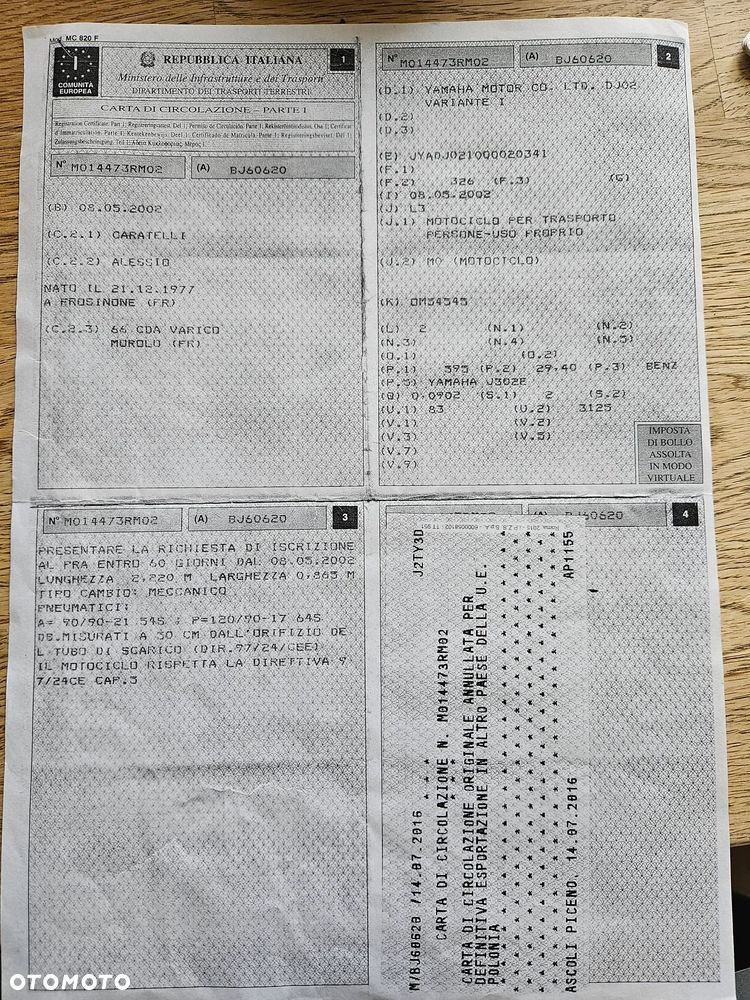 Mod. MC 820 F
I
COMUNITÀ
EUROPEA
REPUBBLICA ITALIANA
1
Ministero delle Infrastrutture e dei Trasporti
DIPARTIMENTO DEI TRASPORTI TERRESTRI
CARTA DI CIRCOLAZIONE - PARTE I
N° M014473RM02 (A) BJ60620
(B) 08.05.2002
(C.2.1) CARATELLI
(C.2.2) ALESSIO
NATO IL 21.12.1977
A FROSINONE (FR)
(C.2.3) 66 CDA VARICO
MOROLO (FR)
N° M014473RM02 (A) BJ60620 2
(D.1) YAMAHA MOTOR CO. LTD. DJ02
VARIANTE I
(D.2)
(D.3)
(E) JYADJ021000020341
(F.1)
(F.2) 326 (F.3) (G)
(I) 08.05.2002
(J) L3
(J.1) MOTOCICLO PER TRASPORTO
PERSONE-USO PROPRIO
(J.2) MO (MOTOCICLO)
(K) OM54545
(L) 2 (N.1) (N.2)
(N.3) (N.4) (N.5)
(O.1) (O.2)
(P.1) 395 (P.2) 29,40 (P.3) BENZ
(P.5) YAMAHA J302E
(Q) 0,0902 (S.1) 2 (S.2)
(U.1) 83 (U.2) 3125
(V.1) (V.2)
(V.3) (V.5)
(V.7)
(V.9)
IMPOSTA
DI BOLLO
ASSOLTA
IN MODO
VIRTUALE
N° M014473RM02 (A) BJ60620 3
PRESENTARE LA RICHIESTA DI ISCRIZIONE
AL PRA ENTRO 60 GIORNI DAL 08.05.2002
LUNGHEZZA 2,220 M LARGHEZZA 0,865 M
TIPO CAMBIO: MECCANICO
PNEUMATICI:
A= 90/90-21 54S ; P=120/90-17 64S
DB.MISURATI A 50 CM DALL'ORIFIZIO DE
L TUBO DI SCARICO (DIR.97/24/CEE)
IL MOTOCICLO RISPETTA LA DIRETTIVA 9
7/24CE CAP.5
(A) BJ60620 4
M/BJ60620 /14.07.2016 * * * J2TY3D
CARTA DI CIRCOLAZIONE N. M014473RM02
CARTA DI CIRCOLAZIONE ORIGINALE ANNULLATA PER
DEFINITIVA ESPORTAZIONE IN ALTRO PAESE DELLA U.E.
POLONIA
ASCOLI PICENO, 14.07.2016 AP1155
OTOMOTO